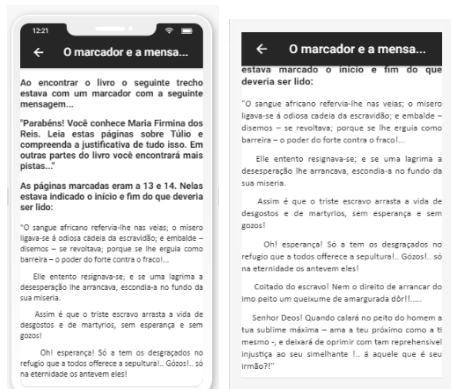 12:21
O marcador e a mensa...
Ao encontrar o livro o seguinte trecho
estava com um marcador com a seguinte
mensagem...
"Parabéns! Você conhece Maria Firmina dos
Reis. Leia estas páginas sobre Túlio e
compreenda a justificativa de tudo isso. Em
outras partes do livro você encontrará mais
pistas..."
As páginas marcadas eram a 13 e 14. Nelas
estava indicado o início e fim do que deveria
ser lido:
"O sangue africano refervia-lhe nas veias; o misero
ligava-se á odiosa cadeia da escravidão; e embalde –
disemos – se revoltava; porque se lhe erguia como
barreira – o poder do forte contra o fraco!...
Elle entento resignava-se; e se uma lagrima a
desesperação lhe arrancava, escondia-a no fundo da
sua miseria.
Assim é que o triste escravo arrasta a vida de
desgostos e de martyrios, sem esperança e sem
gozos!
Oh! esperança! Só a tem os desgraçados no
refugio que a todos offerece a sepultura!.. Gózos!.. só
na eternidade os antevem eles!
O marcador e a mensa...
estava marcado o início e fim do que
deveria ser lido:
"O sangue africano refervia-lhe nas veias; o misero
ligava-se á odiosa cadeia da escravidão; e embalde –
disemos – se revoltava; porque se lhe erguia como
barreira – o poder do forte contra o fraco!...
Elle entento resignava-se; e se uma lagrima a
desesperação lhe arrancava, escondia-a no fundo da
sua miseria.
Assim é que o triste escravo arrasta a vida de
desgostos e de martyrios, sem esperança e sem
gozos!
Oh! esperança! Só a tem os desgraçados no
refugio que a todos offerece a sepultura!.. Gózos!.. só
na eternidade os antevem eles!
Coitado do escravo! Nem o direito de arrancar do
imo peito um queixume de amargurada dôr!!.....
Senhor Deos! Quando calará no peito do homem a
tua sublime máxima – ama a teu próximo como a ti
mesmo -, e deixará de oprimir com tam reprehensivel
injustiça ao seu simelhante !.. á aquele que é seu
irmão?!"